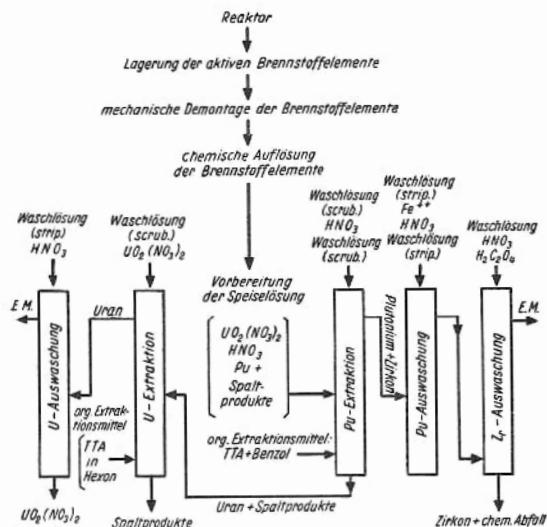 Reaktor
Lagerung der aktiven Brennstoffelemente
mechanische Demontage der Brennstoffelemente
chemische Auflösung
der Brennstoffelemente
Waschlösung
(strip)
HNO3
Waschlösung
(scrub.)
UO2(NO3)2
Vorbereitung
der Speiselösung
Waschlösung
(scrub.)
HNO3
Waschlösung
(scrub.)
Waschlösung
(strip.)
Fe++
HNO3
Waschlösung
(strip.)
Waschlösung
HNO3
H2C2O4
E.M.
U-Auswaschung
Uran
U-Extraktion
UO2(NO3)2
HNO3
Pu +
Spalt-
produkte
Pu-Extraktion
Plutonium+Zirkon
Pu-Auswaschung
Zr-Auswaschung
E.M.
org. Extrak-
tionsmittel
TTA
in
Hexon
org. Extraktionsmittel:
TTA+Benzol
Uran + Spaltprodukte
UO2(NO3)2
Spaltprodukte
Zirkon + chem. Abfall